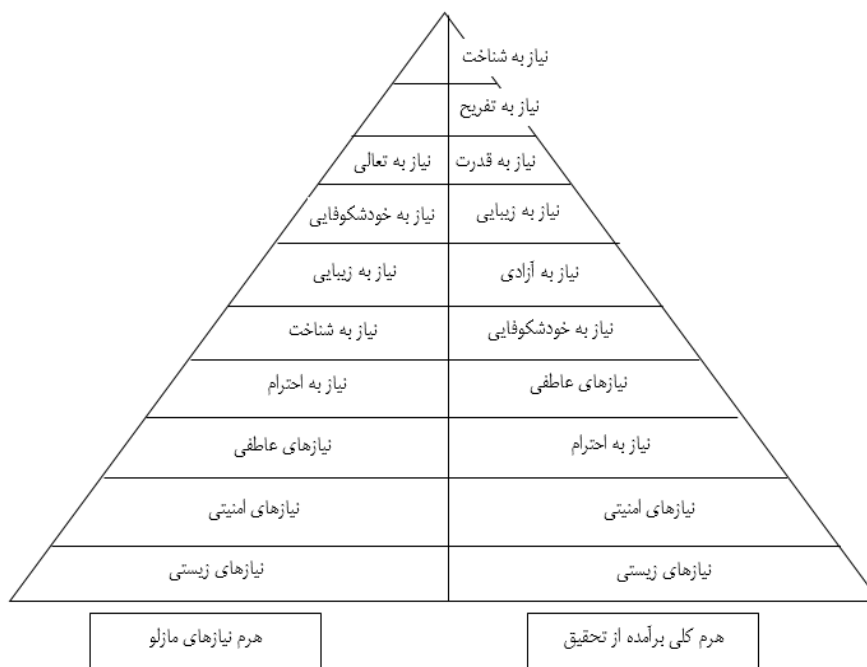 نیاز به شناخت
نیاز به تفریح
نیاز به قدرت
نیاز به تعالی
نیاز به زیبایی
نیاز به خودشکوفایی
نیاز به آزادی
نیاز به زیبایی
نیاز به خودشکوفایی
نیاز به شناخت
نیازهای عاطفی
نیاز به احترام
نیاز به احترام
نیازهای عاطفی
نیازهای امنیتی
نیازهای امنیتی
نیازهای زیستی
نیازهای زیستی
هرم کلی برآمده از تحقیق
هرم نیازهای مازلو